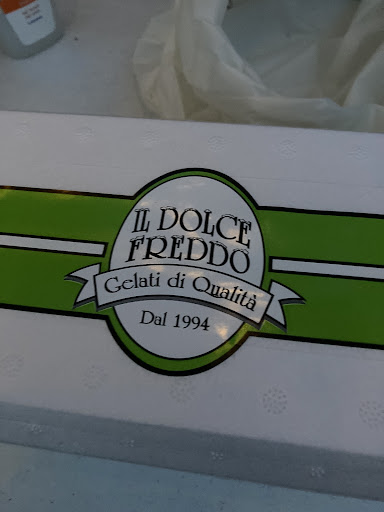 IL DOLCE
FREDDO
Gelati di Qualità
Dal 1994